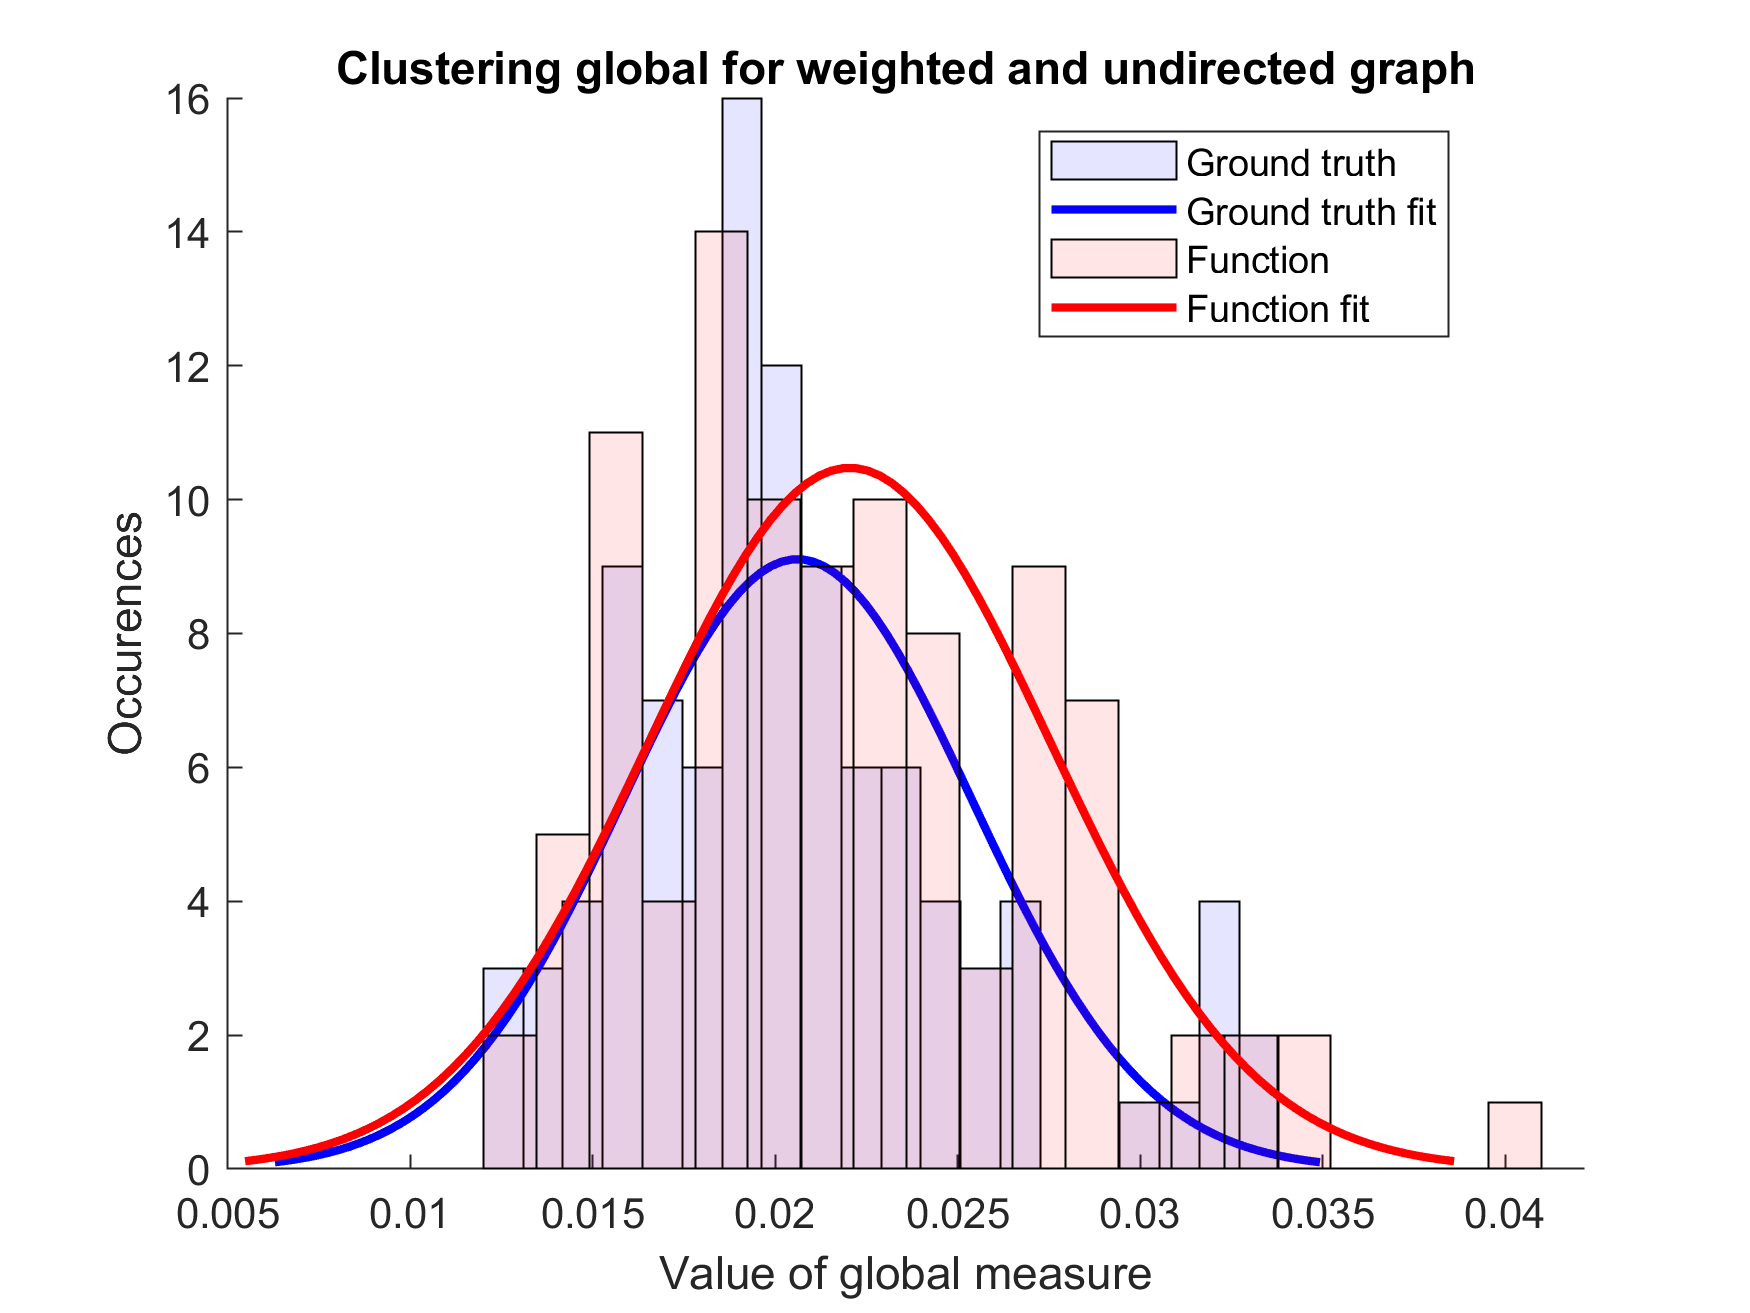 Clustering global for weighted and undirected graph
16
14
12
10
8
6
4
2
0
Occurences
Ground truth
Ground truth fit
Function
Function fit
0.005 0.01 0.015 0.02 0.025 0.03 0.035 0.04
Value of global measure